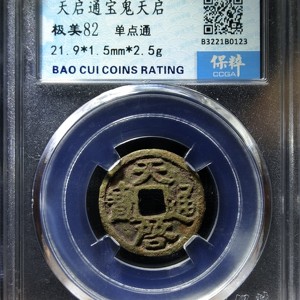 天启通宝鬼天启
极美82 单点通
21.9*1.5mm*2.5g
BAO CUI COINS RATING
B3221B0123
保粹
CCGA
天
寶 通
啓